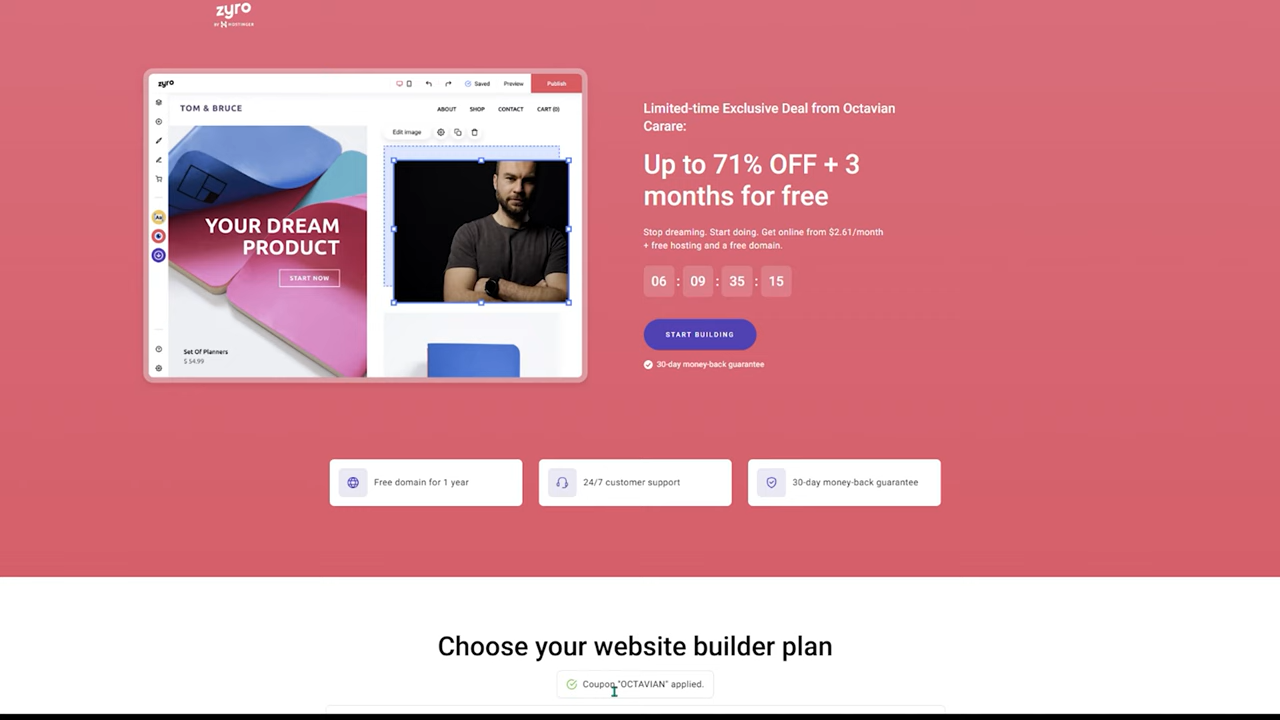 zyro
BY HOSTINGER
zyro
Saved
Preview
Publish
TOM & BRUCE
ABOUT
SHOP
CONTACT
CART (0)
Edit image
YOUR DREAM
PRODUCT
START NOW
Set Of Planners
$ 54.99
Limited-time Exclusive Deal from Octavian
Carare:
Up to 71% OFF + 3
months for free
Stop dreaming. Start doing. Get online from $2.61/month
+ free hosting and a free domain.
06 : 09 : 35 : 15
START BUILDING
30-day money-back guarantee
Free domain for 1 year
24/7 customer support
30-day money-back guarantee
Choose your website builder plan
Coupon "OCTAVIAN" applied.